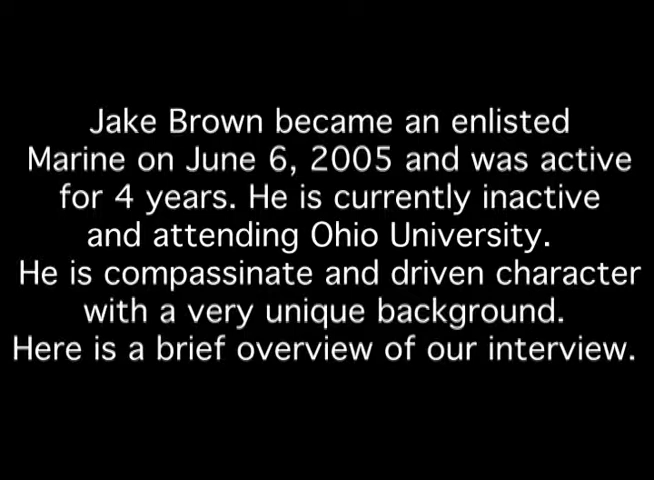 Jake Brown became an enlisted
Marine on June 6, 2005 and was active
for 4 years. He is currently inactive
and attending Ohio University.
He is compassinate and driven character
with a very unique background.
Here is a brief overview of our interview.